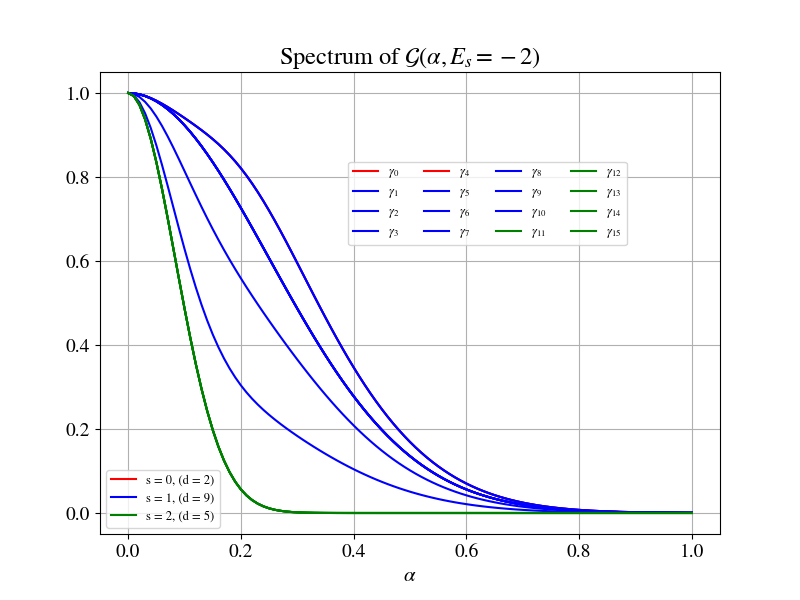 Spectrum of 𝒢(α, E_s = −2)
1.0
0.8
0.6
0.4
0.2
0.0
γ₀ γ₄ γ₈ γ₁₂
γ₁ γ₅ γ₉ γ₁₃
γ₂ γ₆ γ₁₀ γ₁₄
γ₃ γ₇ γ₁₁ γ₁₅
s = 0, (d = 2)
s = 1, (d = 9)
s = 2, (d = 5)
0.0 0.2 0.4 0.6 0.8 1.0
α